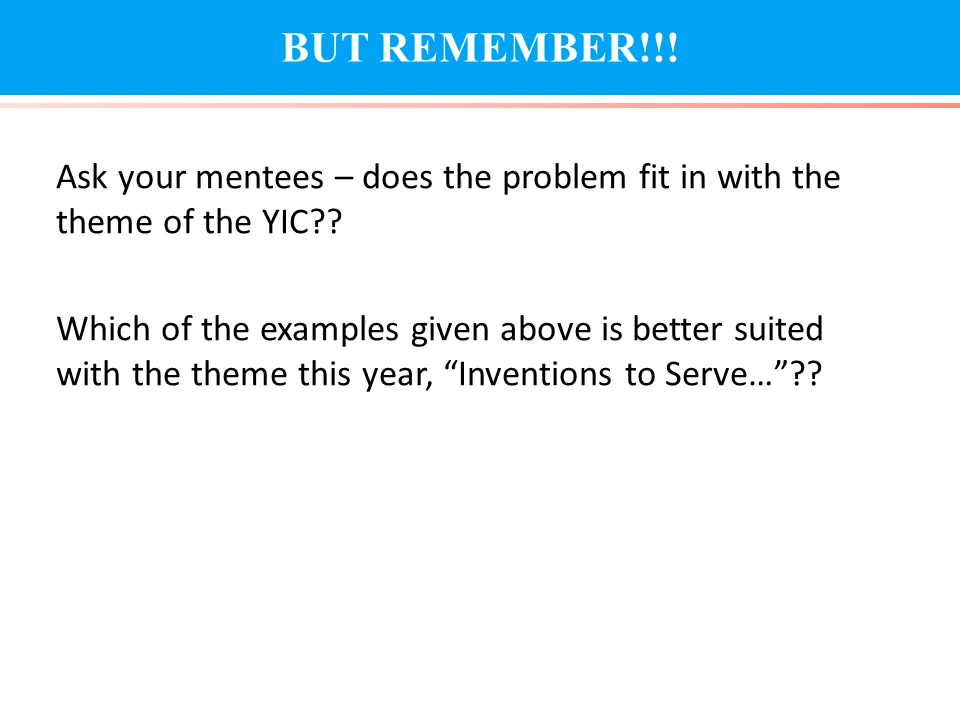 BUT REMEMBER!!!
Ask your mentees – does the problem fit in with the
theme of the YIC??
Which of the examples given above is better suited
with the theme this year, “Inventions to Serve…”??